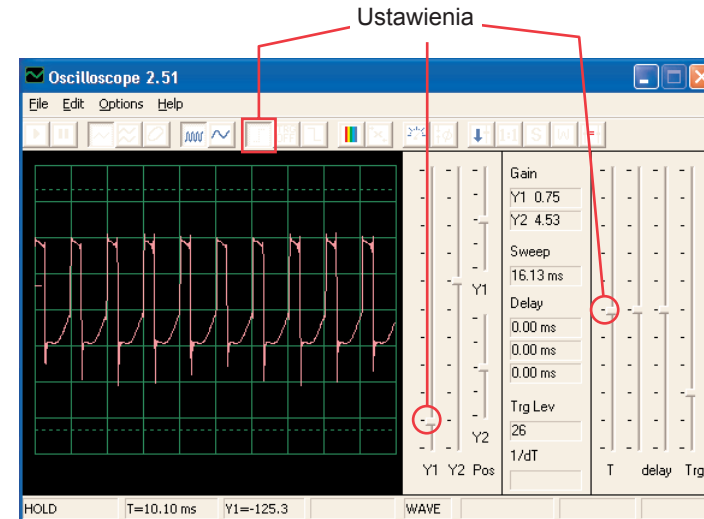 Ustawienia
Oscilloscope 2.51
File Edit Options Help
1:1 S W
Gain
Y1 0.75
Y2 4.53
Sweep
16.13 ms
Y1
Delay
0.00 ms
0.00 ms
0.00 ms
Trg Lev
26
Y2
1/dT
Y1 Y2 Pos
T delay Trg
HOLD T=10.10 ms Y1=-125.3 WAVE